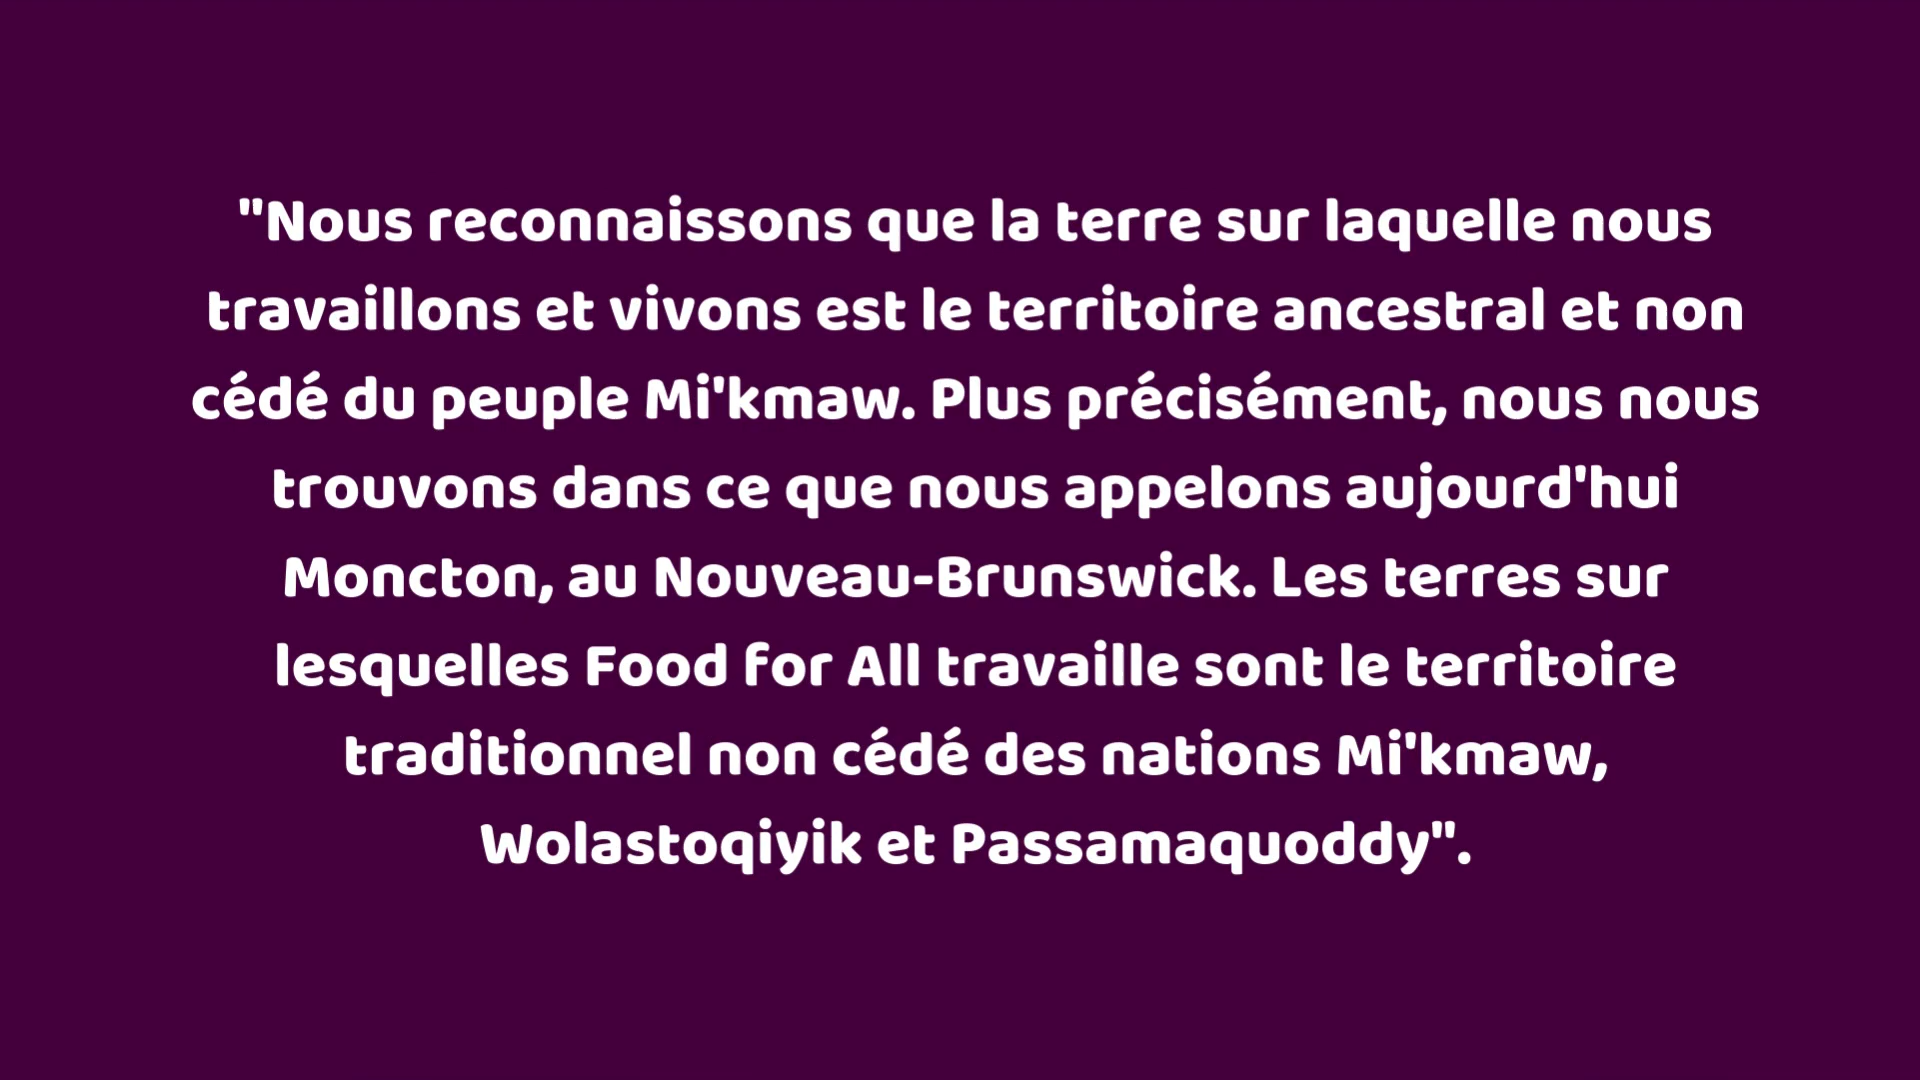 "Nous reconnaissons que la terre sur laquelle nous
travaillons et vivons est le territoire ancestral et non
cédé du peuple Mi'kmaw. Plus précisément, nous nous
trouvons dans ce que nous appelons aujourd'hui
Moncton, au Nouveau-Brunswick. Les terres sur
lesquelles Food for All travaille sont le territoire
traditionnel non cédé des nations Mi'kmaw,
Wolastoqiyik et Passamaquoddy".